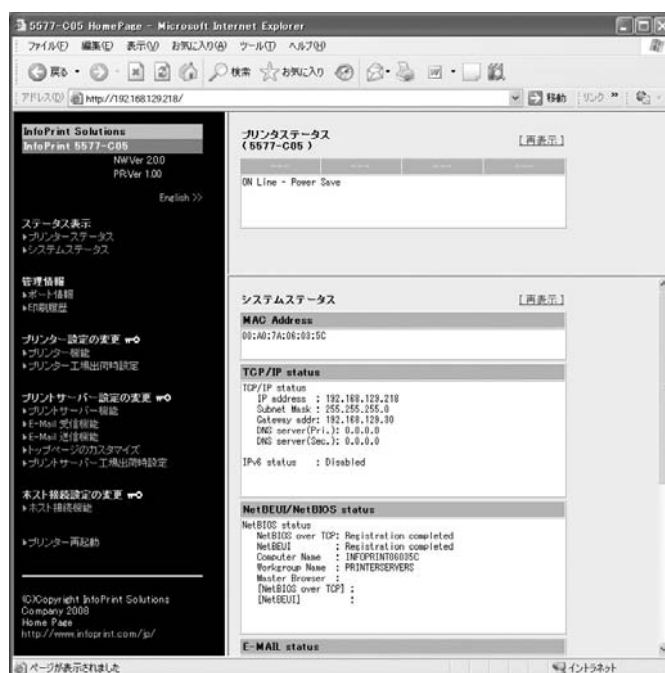 5577-C05 HomePage - Microsoft Internet Explorer
ファイル(F) 編集(E) 表示(V) お気に入り(A) ツール(T) ヘルプ(H)
戻る 検索 お気に入り
アドレス(D) http://192.168.129.218/ 移動 リンク »
InfoPrint Solutions
InfoPrint 5577-C05
NWVer 2.0.0
PR.Ver 1.00
English >>
ステータス表示
プリンターステータス
システムステータス
管理情報
ポート情報
印刷履歴
プリンター設定の変更
プリンター機能
プリンター工場出荷時設定
プリントサーバー設定の変更
プリントサーバー機能
E-Mail 受信機能
E-Mail 送信機能
トップページのカスタマイズ
プリントサーバー工場出荷時設定
ホスト接続設定の変更
ホスト接続機能
プリンター再起動
(C)Copyright InfoPrint Solutions
Company 2008
Home Page
http://www.infoprint.com/jp/
プリンタステータス
(5577-C05 )
[再表示]
ON Line - Power Save
システムステータス [再表示]
MAC Address
00:A0:7A:06:03:5C
TCP/IP status
TCP/IP status
IP address : 192.168.129.218
Subnet Mask : 255.255.255.0
Gateway addr: 192.168.129.30
DNS server(Pri.): 0.0.0.0
DNS server(Sec.): 0.0.0.0
IPv6 status : Disabled
NetBEUI/NetBIOS status
NetBIOS status
NetBIOS over TCP: Registration completed
NetBEUI : Registration completed
Computer Name : INFOPRINT06035C
Workgroup Name : PRINTERSERVERS
Master Browser :
[NetBIOS over TCP] :
[NetBEUI] :
E-MAIL status
ページが表示されました イントラネット